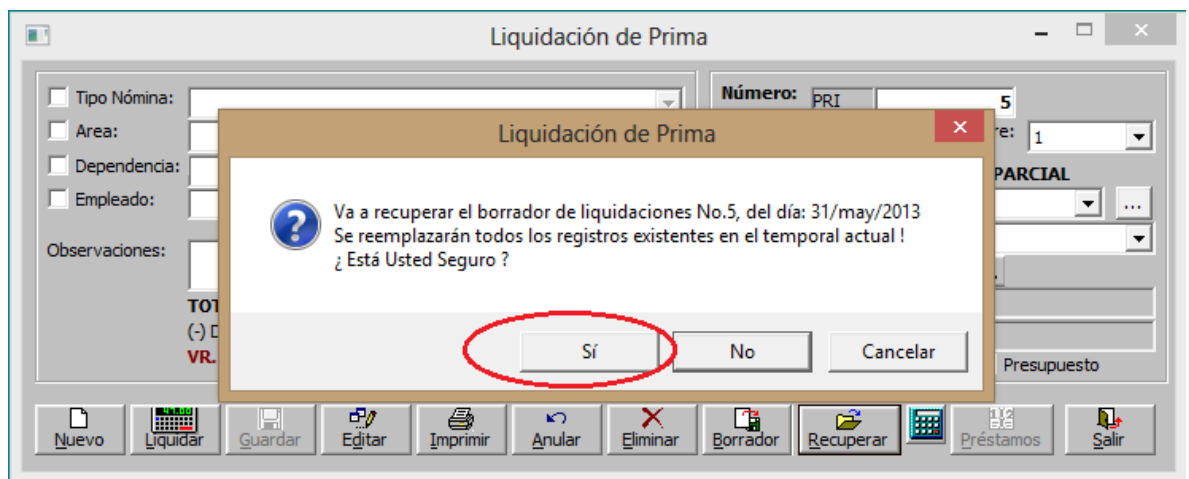 Liquidación de Prima
Tipo Nómina:
Area:
Dependencia:
Empleado:
Observaciones:
Número: PRI 5
re: 1
PARCIAL
...
Liquidación de Prima
Va a recuperar el borrador de liquidaciones No.5, del día: 31/may/2013
Se reemplazarán todos los registros existentes en el temporal actual !
¿ Está Usted Seguro ?
Sí No Cancelar
(-)
VR.
Presupuesto
Nuevo Liquidar Guardar Editar Imprimir Anular Eliminar Borrador Recuperar Préstamos Salir